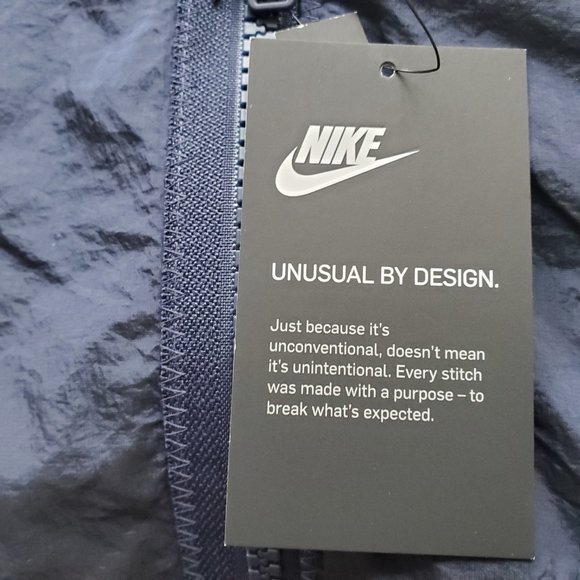 NIKE
UNUSUAL BY DESIGN.
Just because it's
unconventional, doesn't mean
it's unintentional. Every stitch
was made with a purpose – to
break what's expected.